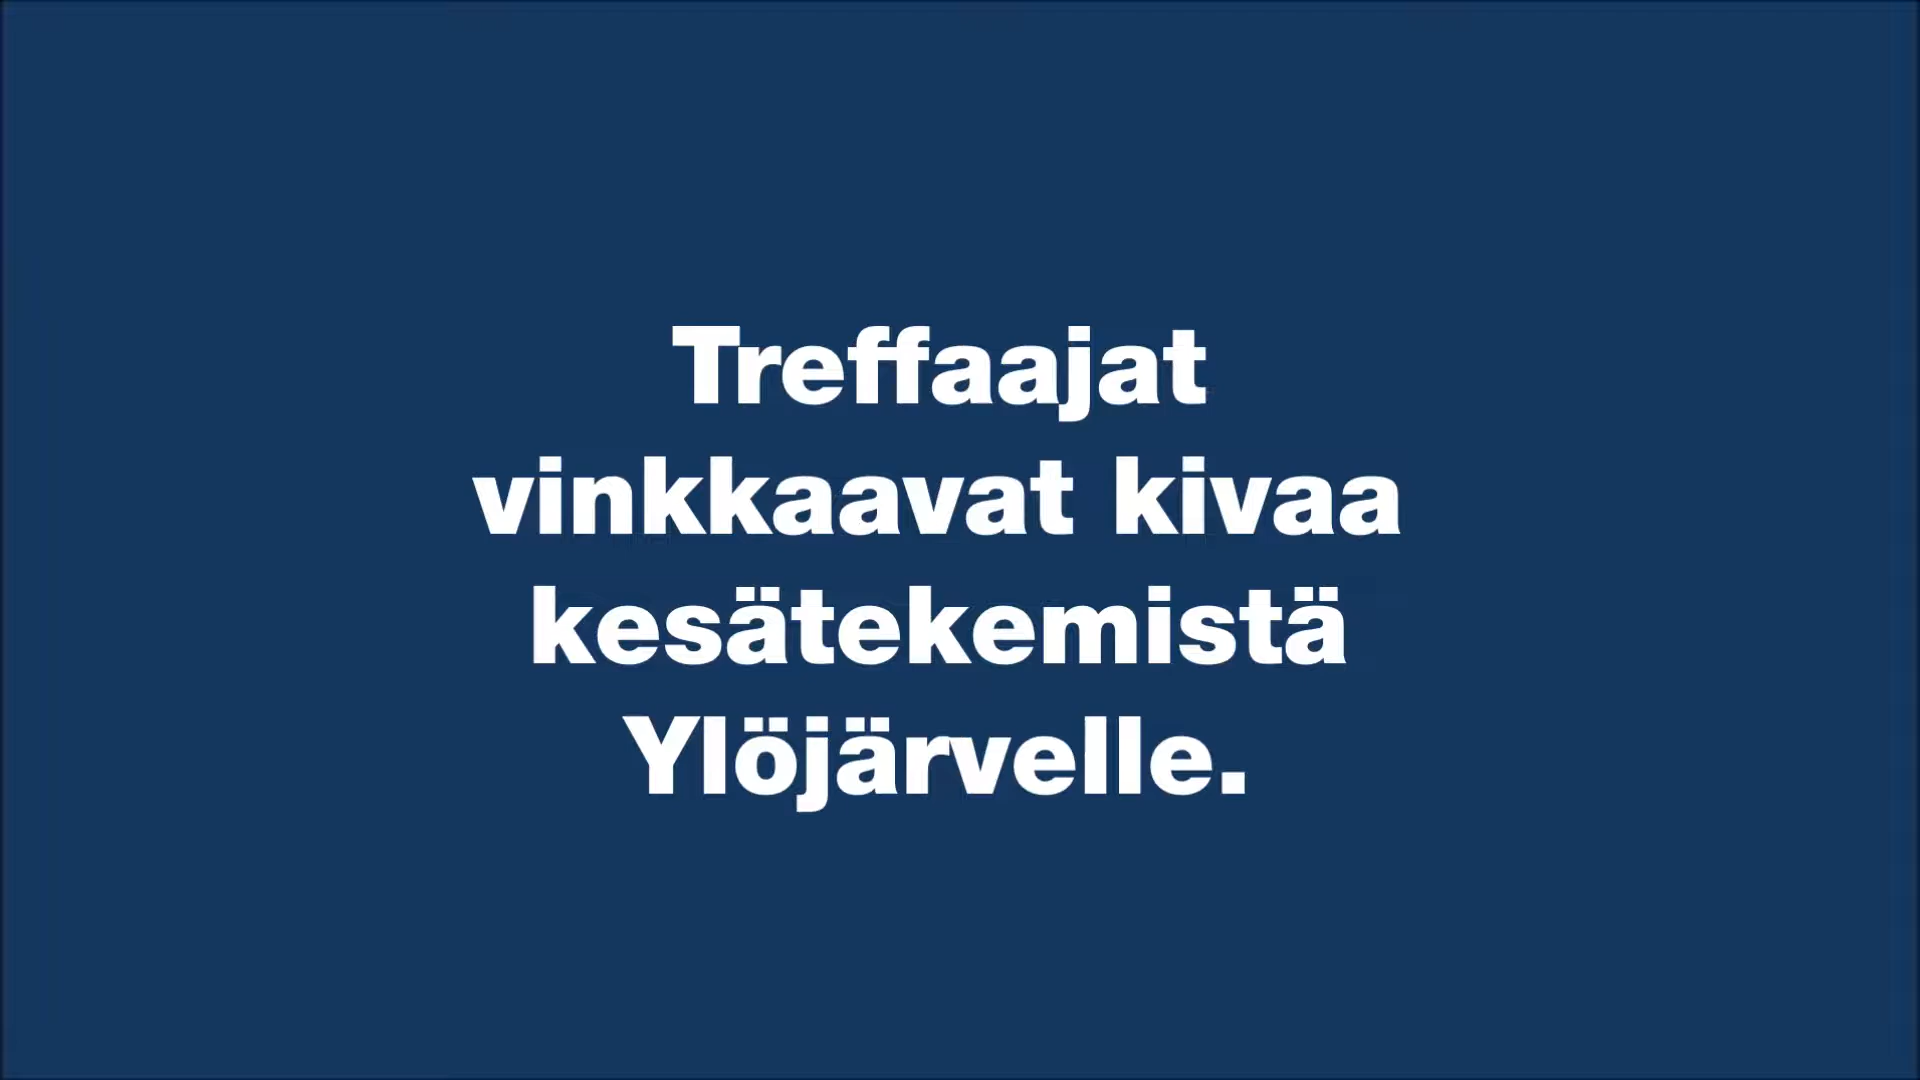 Treffaajat
vinkkaavat kivaa
kesätekemistä
Ylöjärvelle.